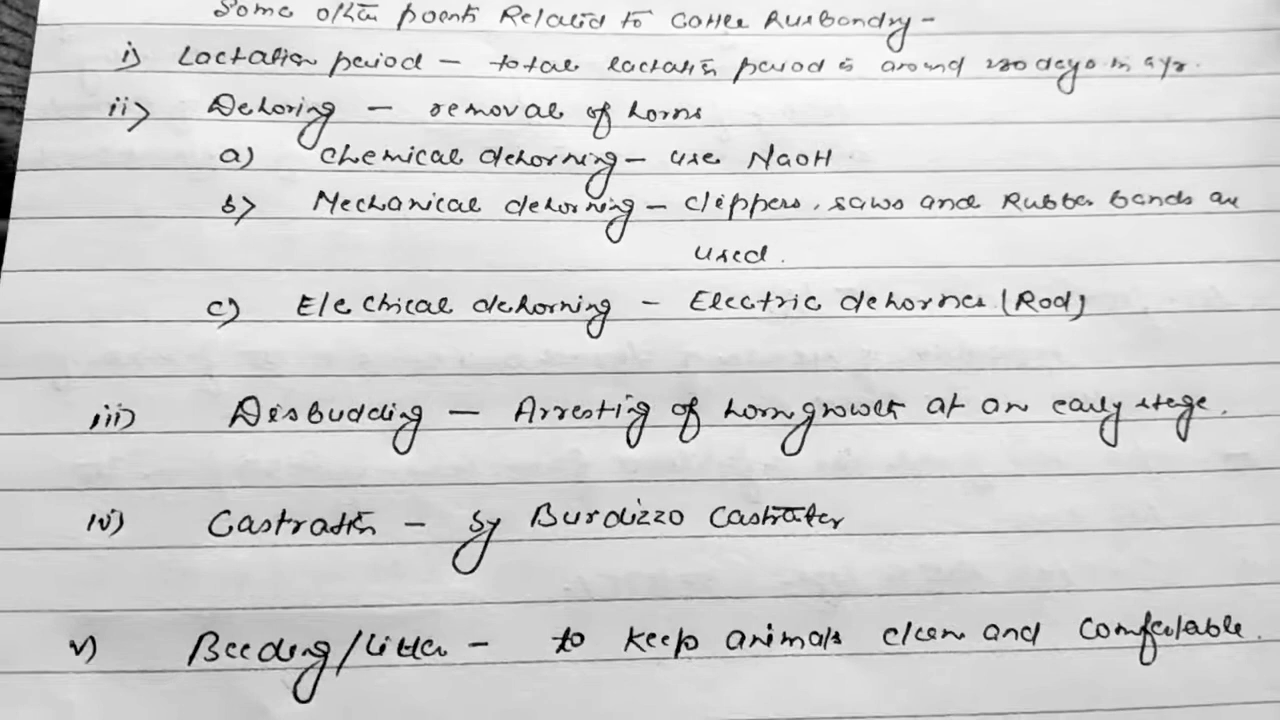 Some other points Related to Cattle Husbandry -
i) Lactation period - total lactation period is around 280 days in a yr.
ii) Dehoring - removal of horns
a) Chemical dehorning - use NaOH
b) Mechanical dehorning - clippers, saws and Rubber bands are
used.
c) Electrical dehorning - Electric dehorner (Rod)
iii) Disbudding - Arresting of horn growth at an early stage.
iv) Castration - by Burdizzo Castrater
v) Beeding/Litter - to keep animals clean and comfortable.